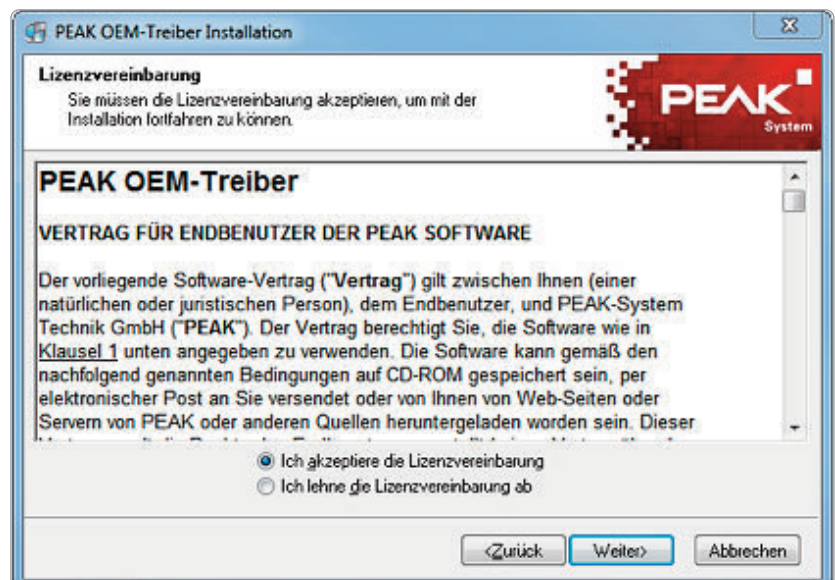 PEAK OEM-Treiber Installation
Lizenzvereinbarung
Sie müssen die Lizenzvereinbarung akzeptieren, um mit der
Installation fortfahren zu können.
PEAK
System
PEAK OEM-Treiber
VERTRAG FÜR ENDBENUTZER DER PEAK SOFTWARE
Der vorliegende Software-Vertrag ("Vertrag") gilt zwischen Ihnen (einer
natürlichen oder juristischen Person), dem Endbenutzer, und PEAK-System
Technik GmbH ("PEAK"). Der Vertrag berechtigt Sie, die Software wie in
Klausel 1 unten angegeben zu verwenden. Die Software kann gemäß den
nachfolgend genannten Bedingungen auf CD-ROM gespeichert sein, per
elektronischer Post an Sie versendet oder von Ihnen von Web-Seiten oder
Servern von PEAK oder anderen Quellen heruntergeladen worden sein. Dieser
Ich akzeptiere die Lizenzvereinbarung
Ich lehne die Lizenzvereinbarung ab
<Zurück
Weiter>
Abbrechen